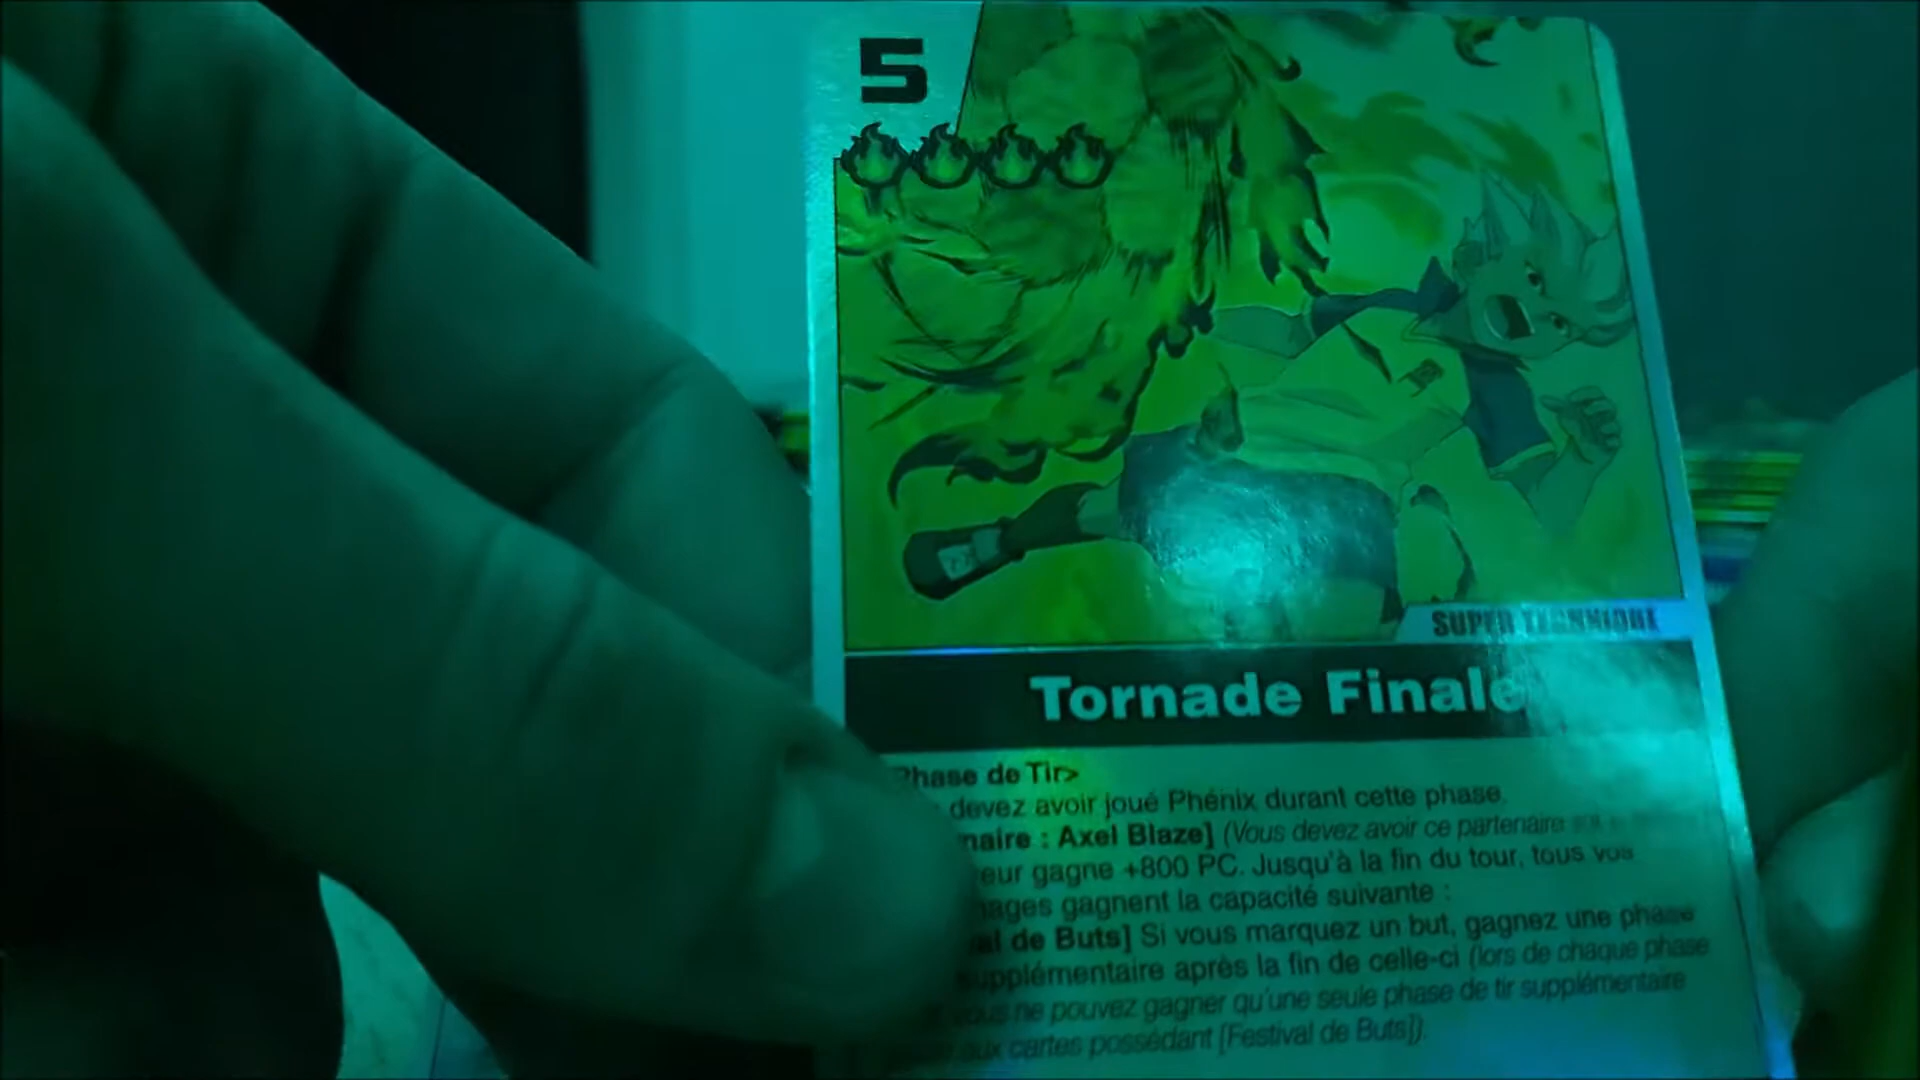 5
SUPER TECHNIQUE
Tornade Finale
Phase de Tir>
devez avoir joué Phénix durant cette phase.
naire : Axel Blaze] (Vous devez avoir ce partenaire
eur gagne +800 PC. Jusqu'à la fin du tour, tous vos
nages gagnent la capacité suivante :
al de Buts] Si vous marquez un but, gagnez une phase
supplémentaire après la fin de celle-ci (lors de chaque phase
vous ne pouvez gagner qu'une seule phase de tir supplémentaire
aux cartes possédant [Festival de Buts]).